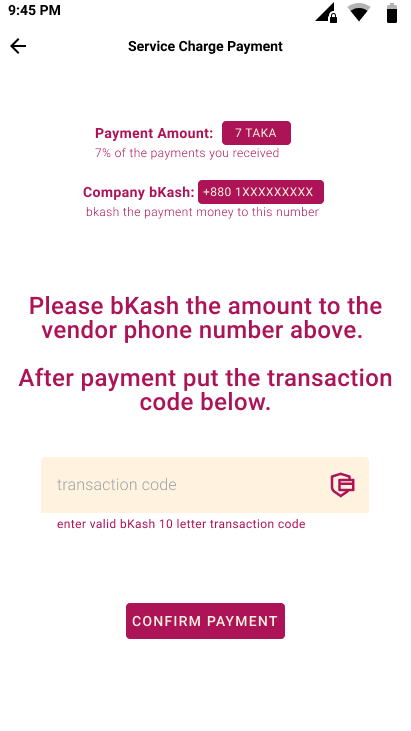 9:45 PM
Service Charge Payment
Payment Amount: 7 TAKA
7% of the payments you received
Company bKash: +880 1XXXXXXXXX
bkash the payment money to this number
Please bKash the amount to the
vendor phone number above.
After payment put the transaction
code below.
transaction code
enter valid bKash 10 letter transaction code
CONFIRM PAYMENT